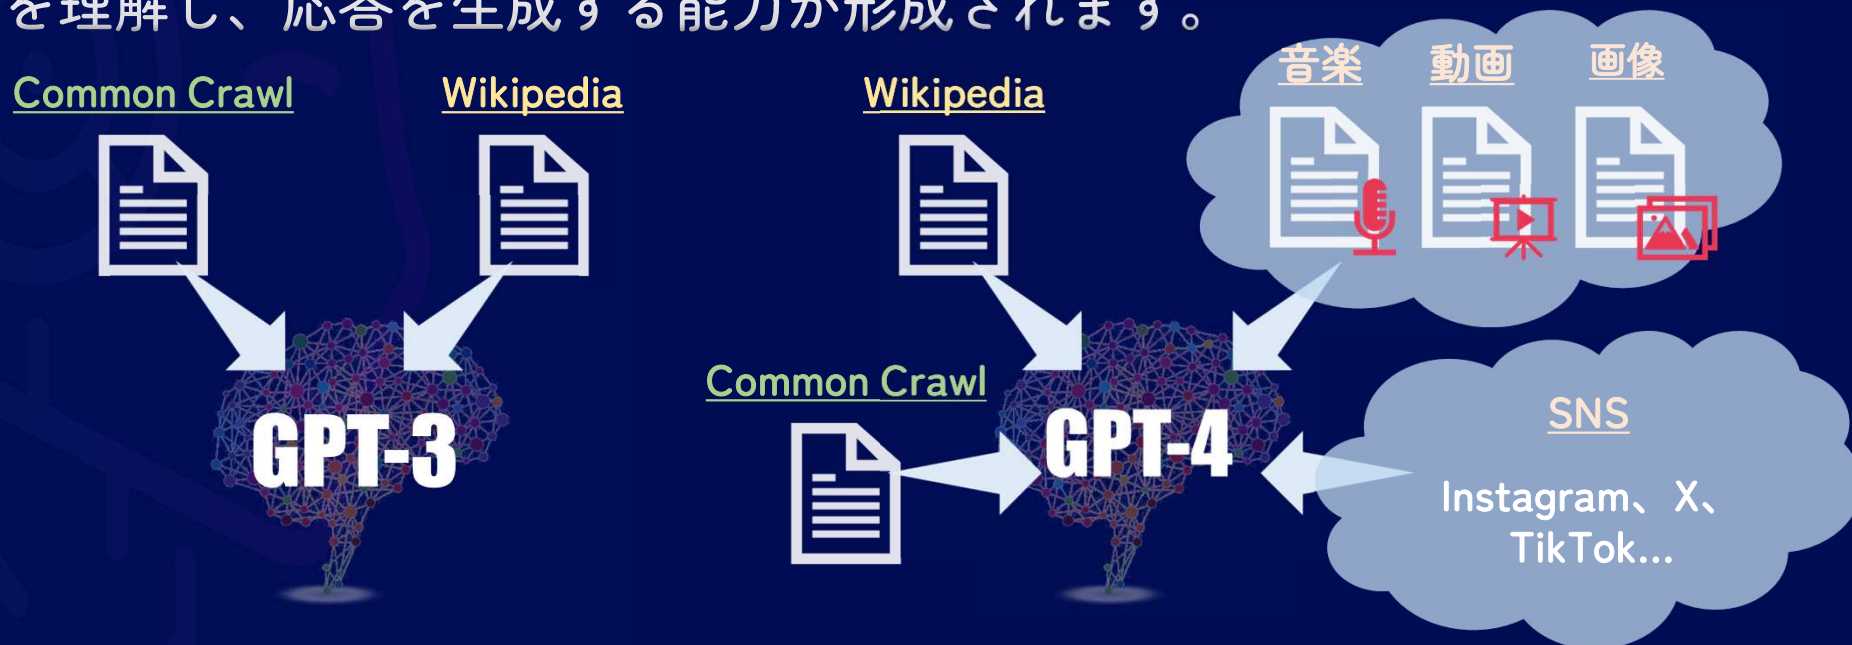 を理解し、応答を生成する能力が形成されます。
Common Crawl
Wikipedia
GPT-3
Wikipedia
音楽
動画
画像
Common Crawl
GPT-4
SNS
Instagram、X、
TikTok...